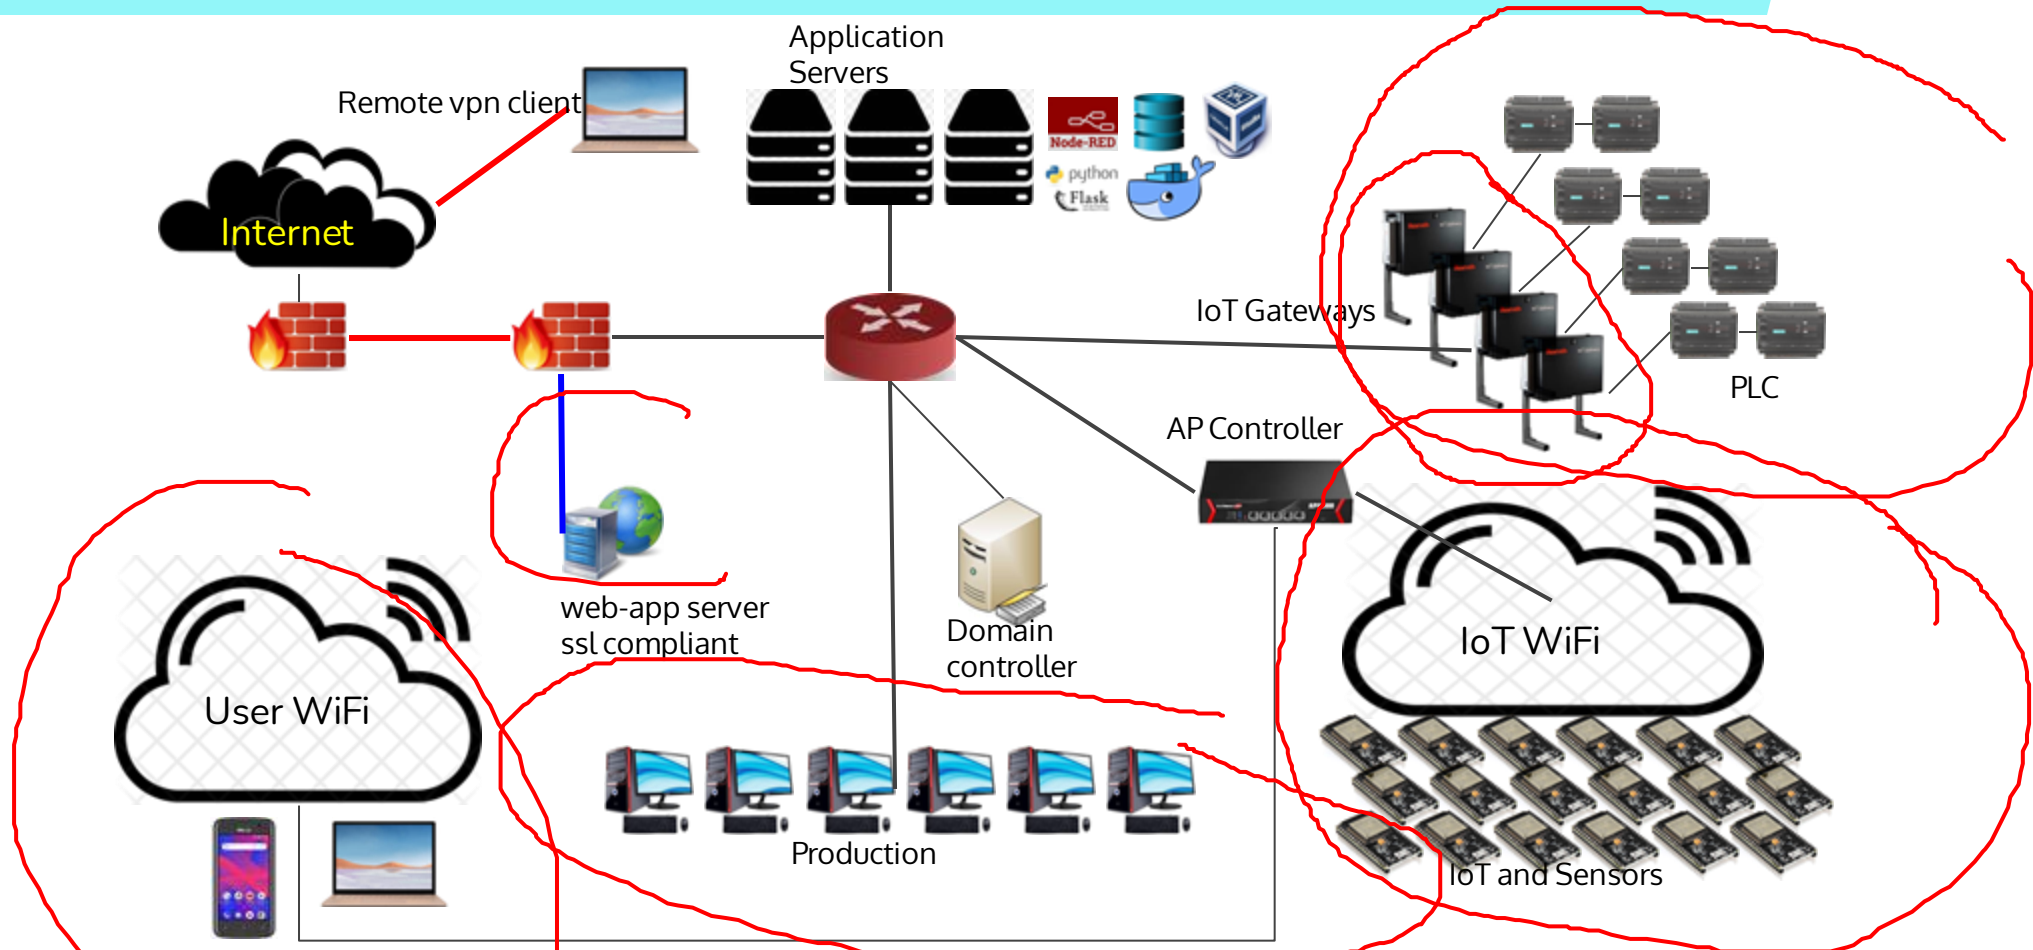 Application
Servers
Remote vpn client
Node-RED
python
Flask
Internet
IoT Gateways
PLC
AP Controller
web-app server
ssl compliant
Domain
controller
IoT WiFi
User WiFi
Production
IoT and Sensors